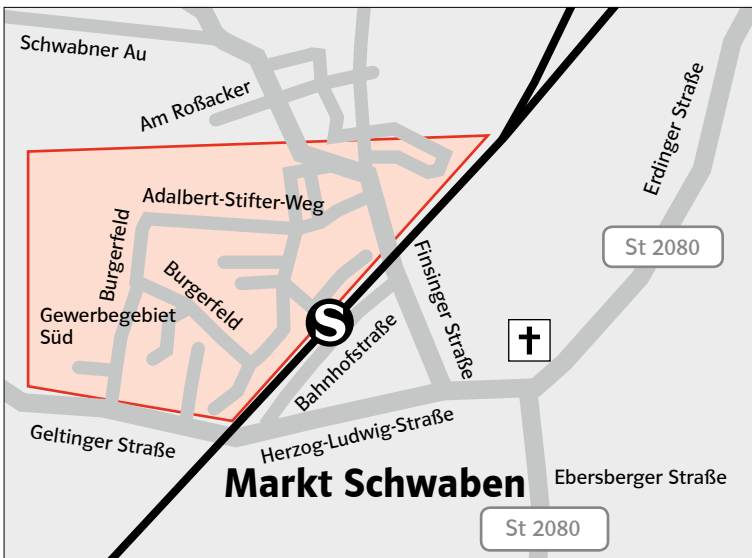 Schwabner Au
Am Roßacker
Erdinger Straße
Adalbert-Stifter-Weg
Burgerfeld
St 2080
Burgerfeld
Finsinger Straße
Gewerbegebiet
Süd
S
Bahnhofstraße
Geltinger Straße
Herzog-Ludwig-Straße
Markt Schwaben
Ebersberger Straße
St 2080